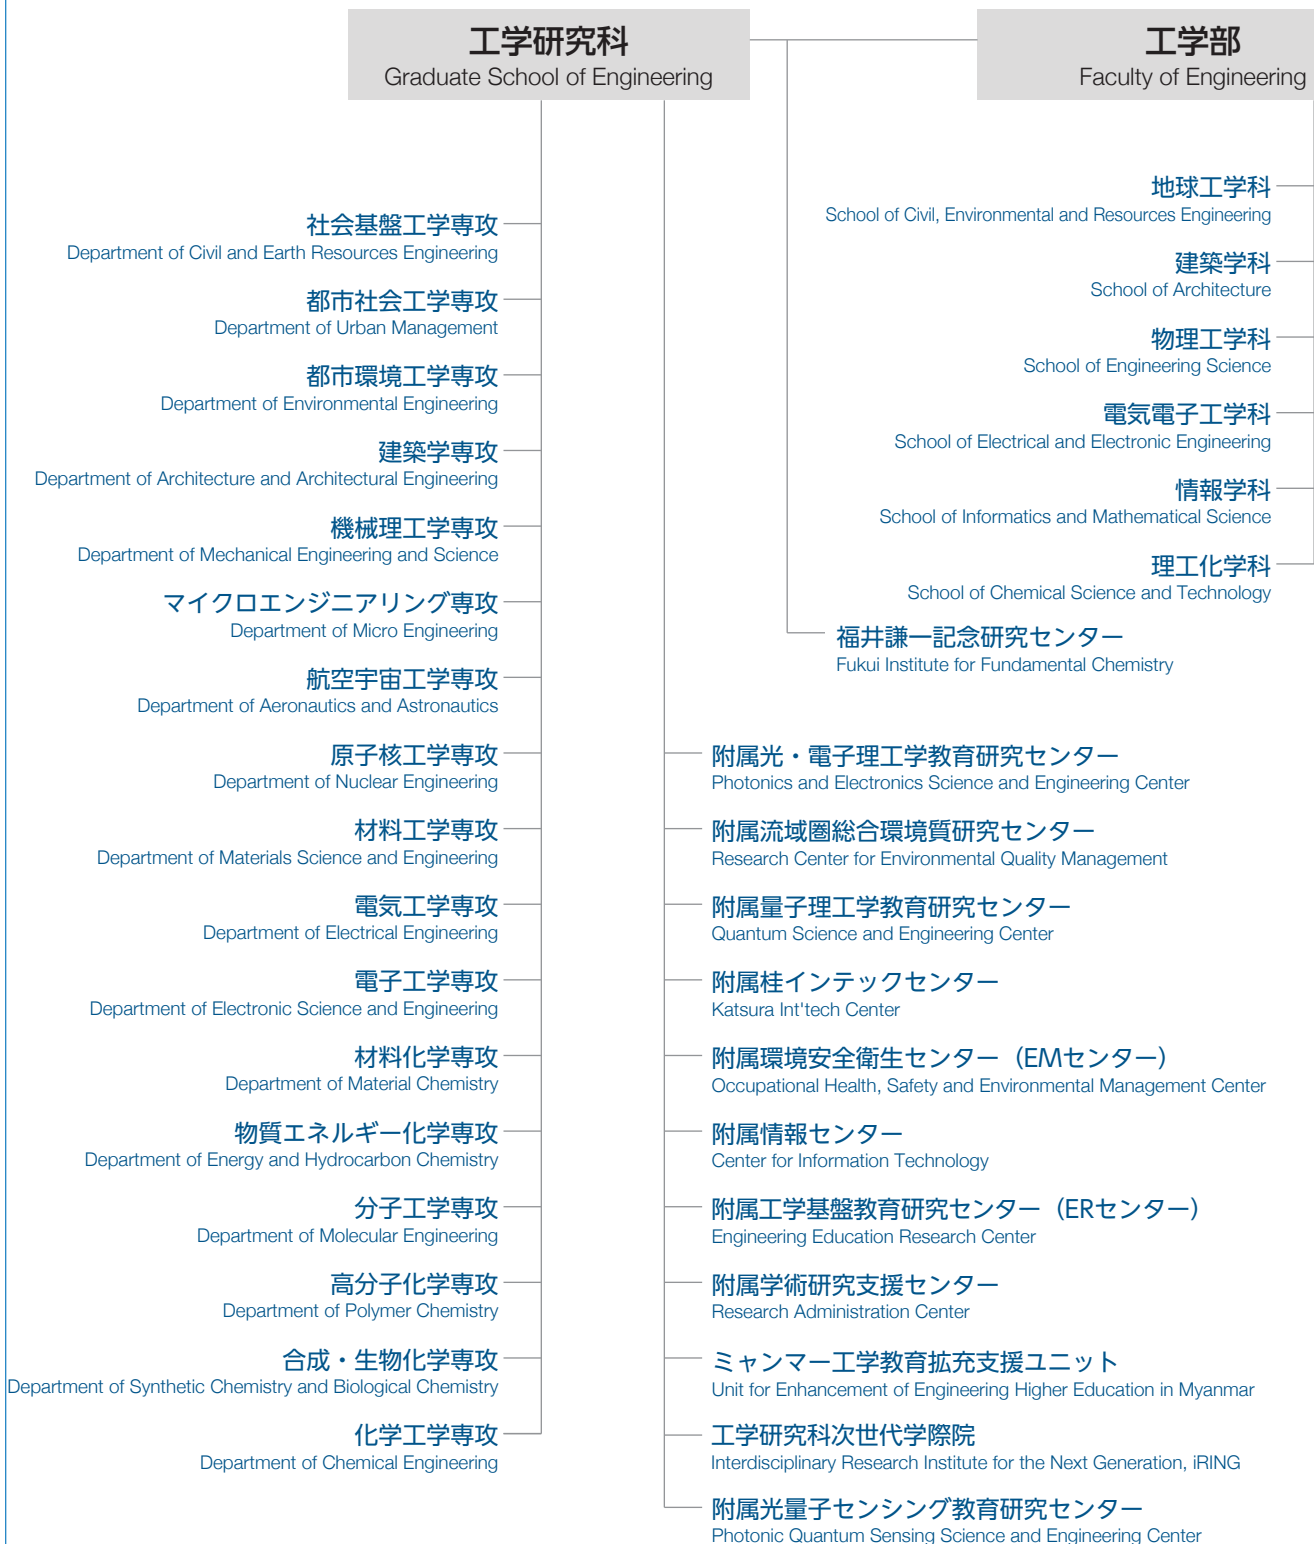 工学研究科
Graduate School of Engineering
工学部
Faculty of Engineering
社会基盤工学専攻
Department of Civil and Earth Resources Engineering
都市社会工学専攻
Department of Urban Management
都市環境工学専攻
Department of Environmental Engineering
建築学専攻
Department of Architecture and Architectural Engineering
機械理工学専攻
Department of Mechanical Engineering and Science
マイクロエンジニアリング専攻
Department of Micro Engineering
航空宇宙工学専攻
Department of Aeronautics and Astronautics
原子核工学専攻
Department of Nuclear Engineering
材料工学専攻
Department of Materials Science and Engineering
電気工学専攻
Department of Electrical Engineering
電子工学専攻
Department of Electronic Science and Engineering
材料化学専攻
Department of Material Chemistry
物質エネルギー化学専攻
Department of Energy and Hydrocarbon Chemistry
分子工学専攻
Department of Molecular Engineering
高分子化学専攻
Department of Polymer Chemistry
合成・生物化学専攻
Department of Synthetic Chemistry and Biological Chemistry
化学工学専攻
Department of Chemical Engineering
地球工学科
School of Civil, Environmental and Resources Engineering
建築学科
School of Architecture
物理工学科
School of Engineering Science
電気電子工学科
School of Electrical and Electronic Engineering
情報学科
School of Informatics and Mathematical Science
理工化学科
School of Chemical Science and Technology
福井謙一記念研究センター
Fukui Institute for Fundamental Chemistry
附属光・電子理工学教育研究センター
Photonics and Electronics Science and Engineering Center
附属流域圏総合環境質研究センター
Research Center for Environmental Quality Management
附属量子理工学教育研究センター
Quantum Science and Engineering Center
附属桂インテックセンター
Katsura Int'tech Center
附属環境安全衛生センター（EMセンター）
Occupational Health, Safety and Environmental Management Center
附属情報センター
Center for Information Technology
附属工学基盤教育研究センター（ERセンター）
Engineering Education Research Center
附属学術研究支援センター
Research Administration Center
ミャンマー工学教育拡充支援ユニット
Unit for Enhancement of Engineering Higher Education in Myanmar
工学研究科次世代学際院
Interdisciplinary Research Institute for the Next Generation, iRING
附属光量子センシング教育研究センター
Photonic Quantum Sensing Science and Engineering Center